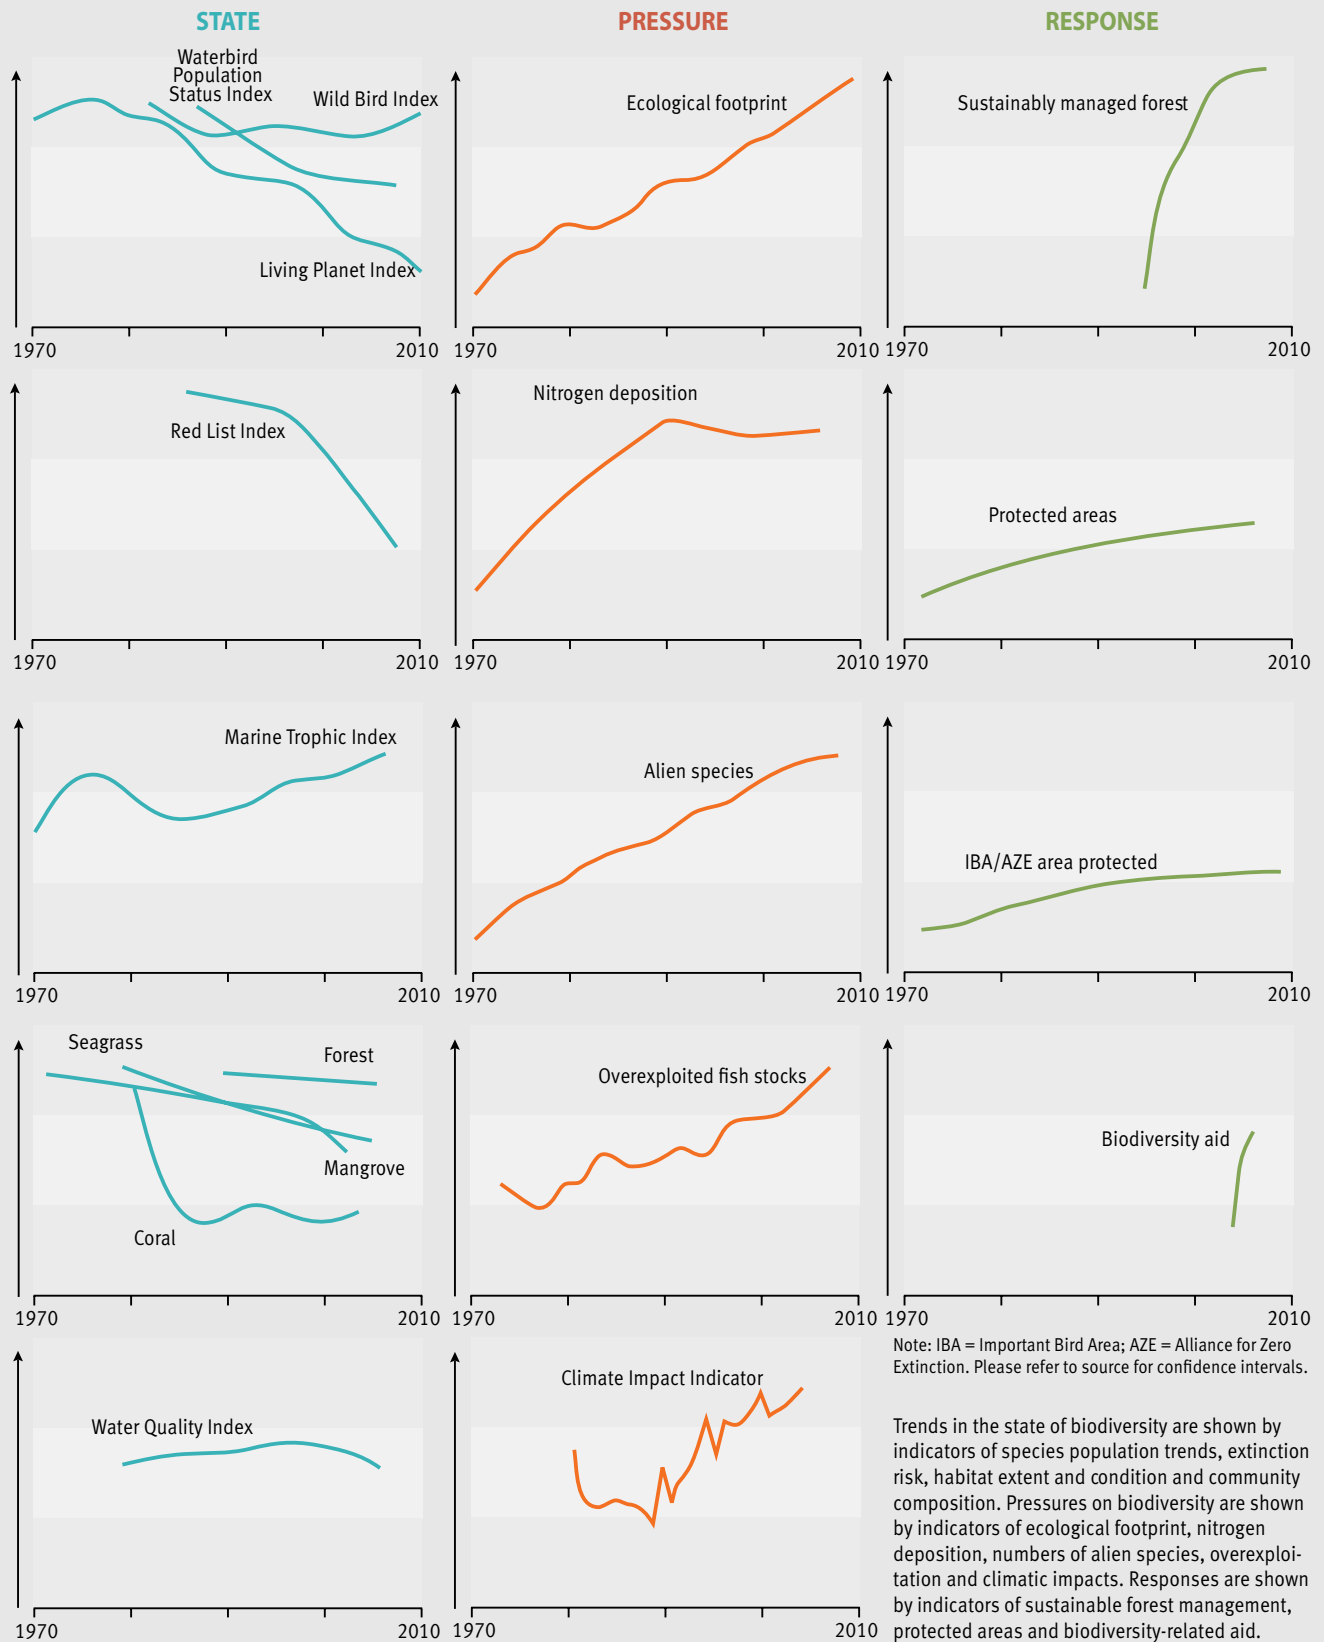 STATE
PRESSURE
RESPONSE
Waterbird
Population
Status Index
Wild Bird Index
Living Planet Index
1970
2010
Ecological footprint
1970
2010
Sustainably managed forest
1970
2010
Red List Index
1970
2010
Nitrogen deposition
1970
2010
Protected areas
1970
2010
Marine Trophic Index
1970
2010
Alien species
1970
2010
IBA/AZE area protected
1970
2010
Seagrass
Forest
Mangrove
Coral
1970
2010
Overexploited fish stocks
1970
2010
Biodiversity aid
1970
2010
Water Quality Index
1970
2010
Climate Impact Indicator
1970
2010
Note: IBA = Important Bird Area; AZE = Alliance for Zero
Extinction. Please refer to source for confidence intervals.
Trends in the state of biodiversity are shown by
indicators of species population trends, extinction
risk, habitat extent and condition and community
composition. Pressures on biodiversity are shown
by indicators of ecological footprint, nitrogen
deposition, numbers of alien species, overexploi-
tation and climatic impacts. Responses are shown
by indicators of sustainable forest management,
protected areas and biodiversity-related aid.